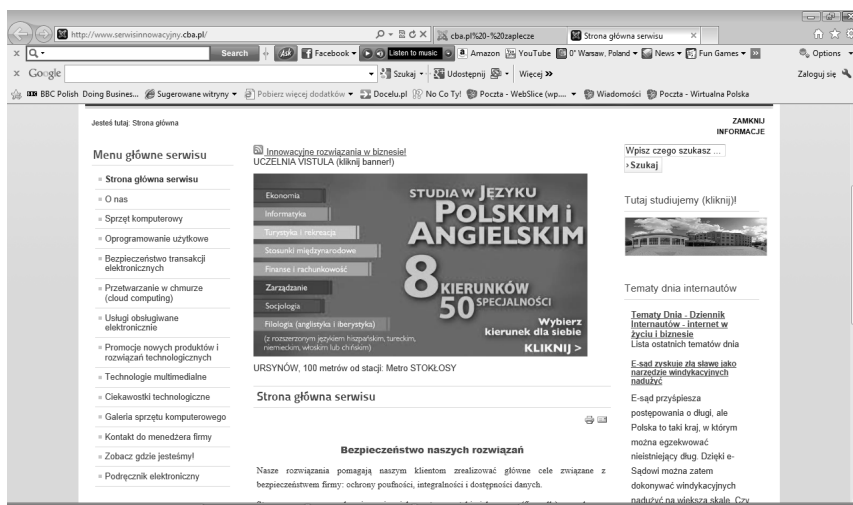 http://www.serwisinnowacyjny.cba.pl/
cba.pl%20-%20zaplecze
Strona główna serwisu
Search
Facebook
Listen to music
Amazon
YouTube
0° Warsaw, Poland
News
Fun Games
Options
Google
Szukaj
Udostępnij
Więcej »
Zaloguj się
BBC Polish
Doing Busines...
Sugerowane witryny
Pobierz więcej dodatków
Docelu.pl
No Co Ty!
Poczta - WebSlice (wp....
Wiadomości
Poczta - Wirtualna Polska
Jesteś tutaj: Strona główna
ZAMKNIJ
INFORMACJE
Menu główne serwisu
Strona główna serwisu
O nas
Sprzęt komputerowy
Oprogramowanie użytkowe
Bezpieczeństwo transakcji
elektronicznych
Przetwarzanie w chmurze
(cloud computing)
Usługi obsługiwane
elektronicznie
Promocje nowych produktów i
rozwiązań technologicznych
Technologie multimedialne
Ciekawostki technologiczne
Galeria sprzętu komputerowego
Kontakt do menedżera firmy
Zobacz gdzie jesteśmy!
Podręcznik elektroniczny
Innowacyjne rozwiązania w biznesie!
UCZELNIA VISTULA (kliknij banner!)
Ekonomia
Informatyka
Turystyka i rekreacja
Stosunki międzynarodowe
Finanse i rachunkowość
Zarządzanie
Socjologia
Filologia (anglistyka i iberystyka)
(z rozszerzonym językiem hiszpańskim, tureckim,
niemieckim, włoskim lub chińskim)
STUDIA W JĘZYKU
POLSKIM i
ANGIELSKIM
8 KIERUNKÓW
50 SPECJALNOŚCI
Wybierz
kierunek dla siebie
KLIKNIJ >
URSYNÓW, 100 metrów od stacji: Metro STOKŁOSY
Strona główna serwisu
Bezpieczeństwo naszych rozwiązań
Nasze rozwiązania pomagają naszym klientom zrealizować główne cele związane z
bezpieczeństwem firmy: ochrony poufności, integralności i dostępności danych.
Wpisz czego szukasz ...
› Szukaj
Tutaj studiujemy (kliknij)!
Tematy dnia internautów
Tematy Dnia - Dziennik
Internautów - internet w
życiu i biznesie
Lista ostatnich tematów dnia
E-sąd zyskuje złą sławę jako
narzędzie windykacyjnych
nadużyć
E-sąd przyśpiesza
postępowania o długi, ale
Polska to taki kraj, w którym
można egzekwować
nieistniejący dług. Dzięki e-
Sądowi można zatem
dokonywać windykacyjnych
nadużyć na większą skalę. Czy